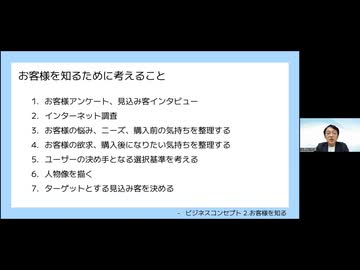 お客様を知るために考えること
1. お客様アンケート、見込み客インタビュー
2. インターネット調査
3. お客様の悩み、ニーズ、購入前の気持ちを整理する
4. お客様の欲求、購入後になりたい気持ちを整理する
5. ユーザーの決め手となる選択基準を考える
6. 人物像を描く
7. ターゲットとする見込み客を決める
- ビジネスコンセプト 2.お客様を知る